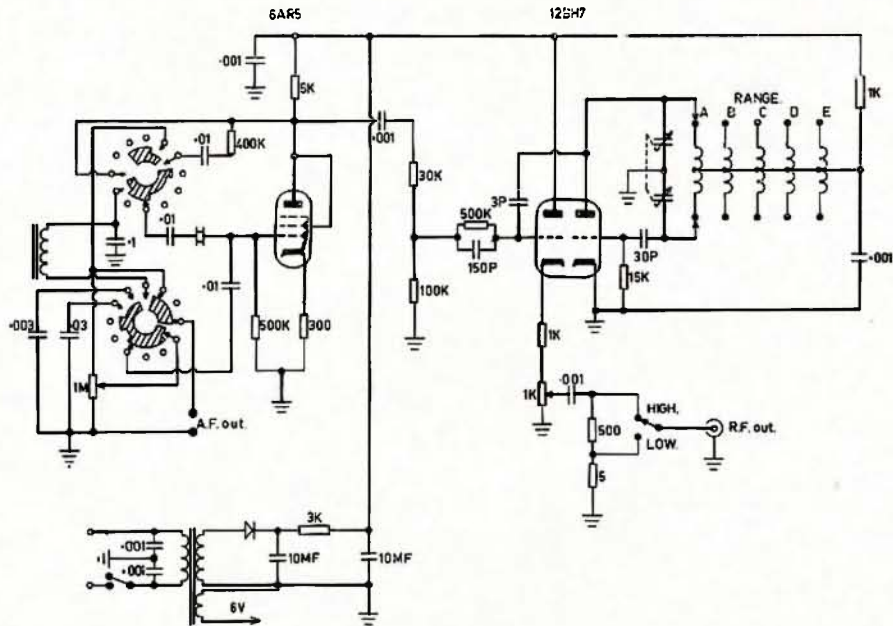 6AR5
12BH7
·001
5K
1K
RANGE.
A
B
C
D
E
·01
400K
·001
30K
3P
500K
150P
·01
·1
·01
30P
15K
·001
100K
·003
·03
500K
300
1K
1M
1K
·001
HIGH.
500
R.F. out.
A.F. out.
LOW.
5
3K
·001
·1
·001
10MF
10MF
6V